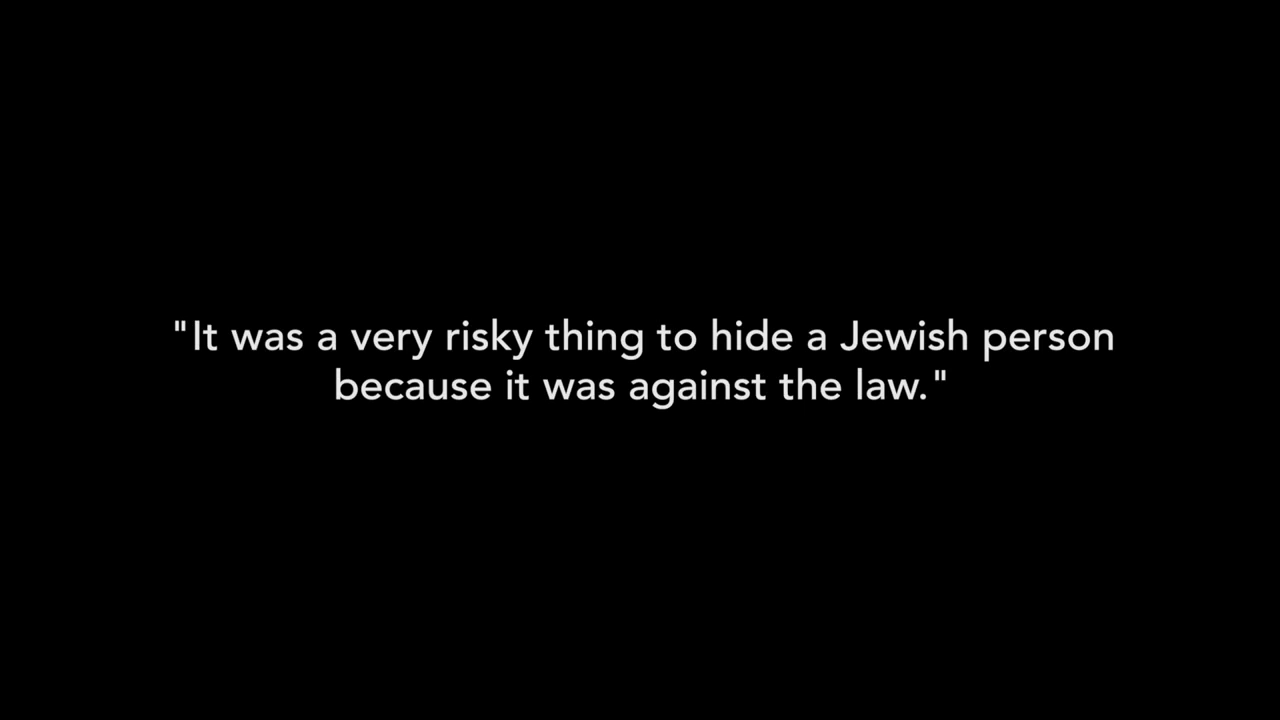 "It was a very risky thing to hide a Jewish person
because it was against the law."